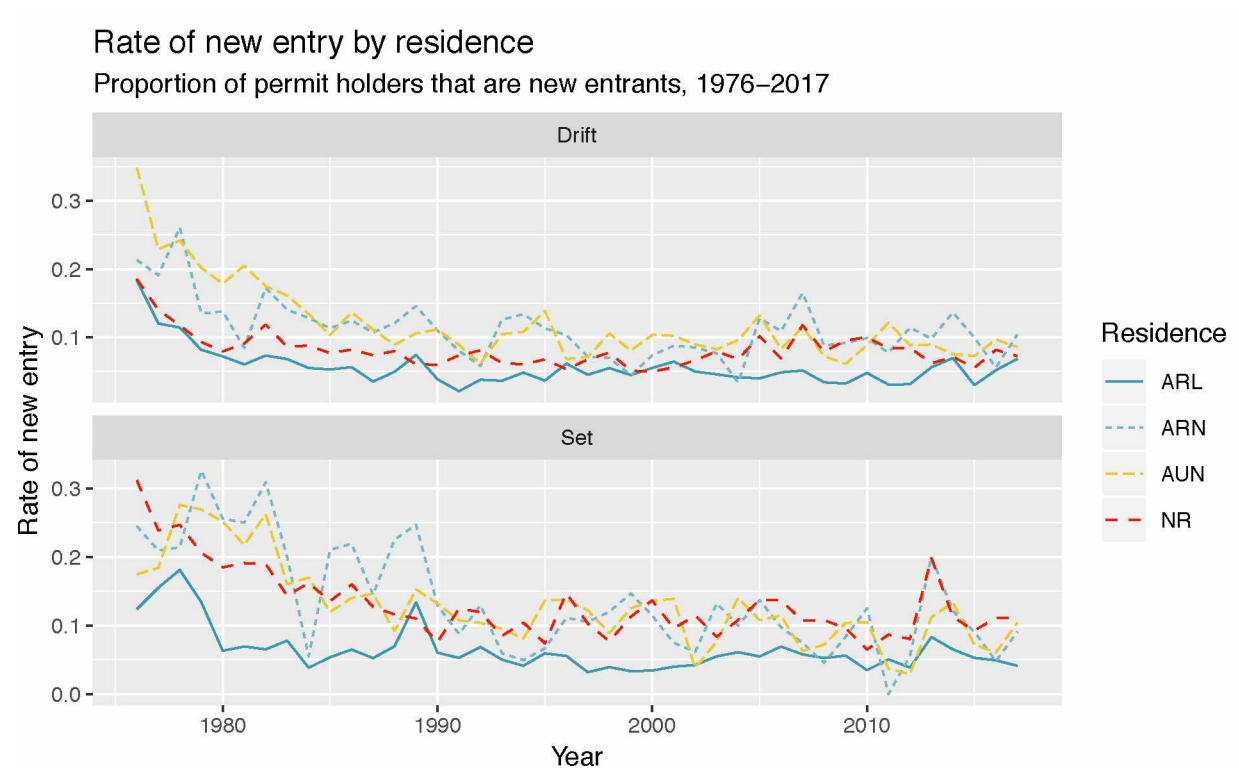 Rate of new entry by residence
Proportion of permit holders that are new entrants, 1976–2017
Drift
0.3
0.2
0.1
Set
0.3
0.2
0.1
0.0
1980
1990
2000
2010
Year
Rate of new entry
Residence
ARL
ARN
AUN
NR